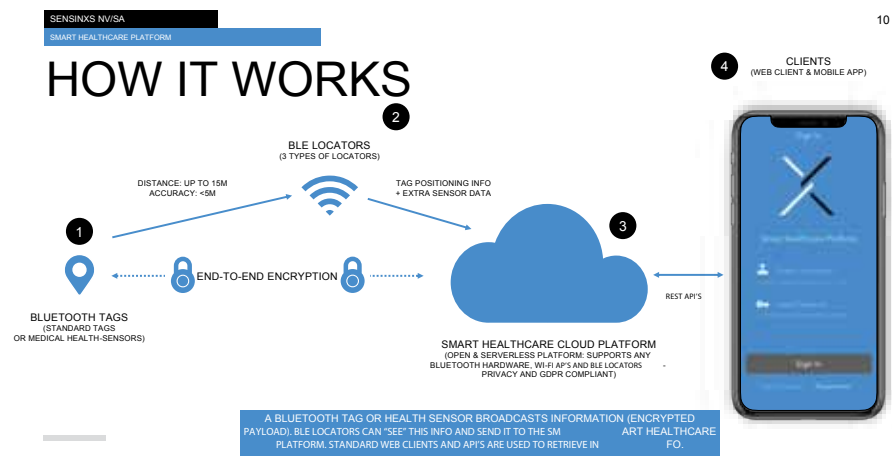 SENSINXS NV/SA
SMART HEALTHCARE PLATFORM
10
HOW IT WORKS
4
CLIENTS
(WEB CLIENT & MOBILE APP)
2
BLE LOCATORS
(3 TYPES OF LOCATORS)
DISTANCE: UP TO 15M
ACCURACY: <5M
TAG POSITIONING INFO
+ EXTRA SENSOR DATA
1
3
END-TO-END ENCRYPTION
REST API'S
BLUETOOTH TAGS
(STANDARD TAGS
OR MEDICAL HEALTH-SENSORS)
SMART HEALTHCARE CLOUD PLATFORM
(OPEN & SERVERLESS PLATFORM: SUPPORTS ANY
BLUETOOTH HARDWARE, WI-FI AP'S AND BLE LOCATORS -
PRIVACY AND GDPR COMPLIANT)
Sign In
Smart Healthcare Platform
Sign In
A BLUETOOTH TAG OR HEALTH SENSOR BROADCASTS INFORMATION (ENCRYPTED
PAYLOAD). BLE LOCATORS CAN "SEE" THIS INFO AND SEND IT TO THE SM ART HEALTHCARE
PLATFORM. STANDARD WEB CLIENTS AND API'S ARE USED TO RETRIEVE IN FO.